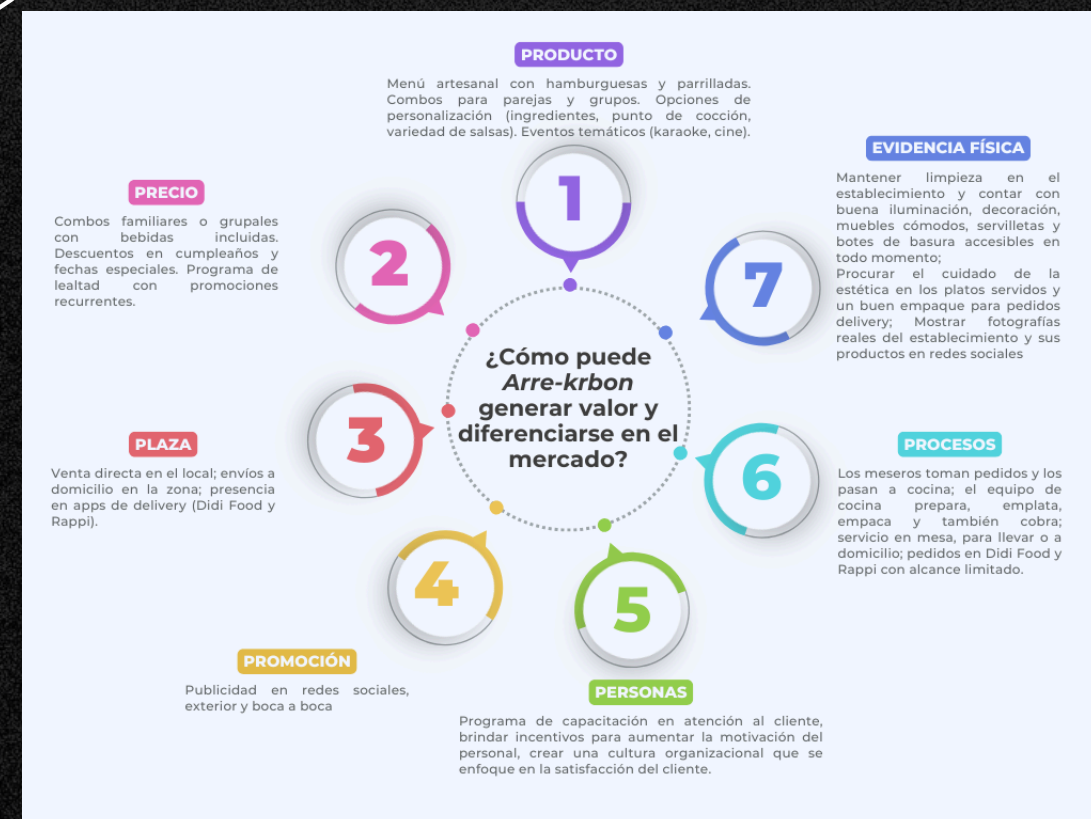 PRODUCTO
Menú artesanal con hamburguesas y parrilladas.
Combos para parejas y grupos. Opciones de
personalización (ingredientes, punto de cocción,
variedad de salsas). Eventos temáticos (karaoke, cine).
1
PRECIO
Combos familiares o grupales
con bebidas incluidas.
Descuentos en cumpleaños y
fechas especiales. Programa de
lealtad con promociones
recurrentes.
2
PLAZA
Venta directa en el local; envíos a
domicilio en la zona; presencia
en apps de delivery (Didi Food y
Rappi).
3
PROMOCIÓN
Publicidad en redes sociales,
exterior y boca a boca
4
PERSONAS
Programa de capacitación en atención al cliente,
brindar incentivos para aumentar la motivación del
personal, crear una cultura organizacional que se
enfoque en la satisfacción del cliente.
5
PROCESOS
Los meseros toman pedidos y los
pasan a cocina; el equipo de
cocina prepara, emplata,
empaca y también cobra;
servicio en mesa, para llevar o a
domicilio; pedidos en Didi Food y
Rappi con alcance limitado.
6
EVIDENCIA FÍSICA
Mantener limpieza en el
establecimiento y contar con
buena iluminación, decoración,
muebles cómodos, servilletas y
botes de basura accesibles en
todo momento;
Procurar el cuidado de la
estética en los platos servidos y
un buen empaque para pedidos
delivery; Mostrar fotografías
reales del establecimiento y sus
productos en redes sociales
7
¿Cómo puede
Arre-krbon
generar valor y
diferenciarse en el
mercado?